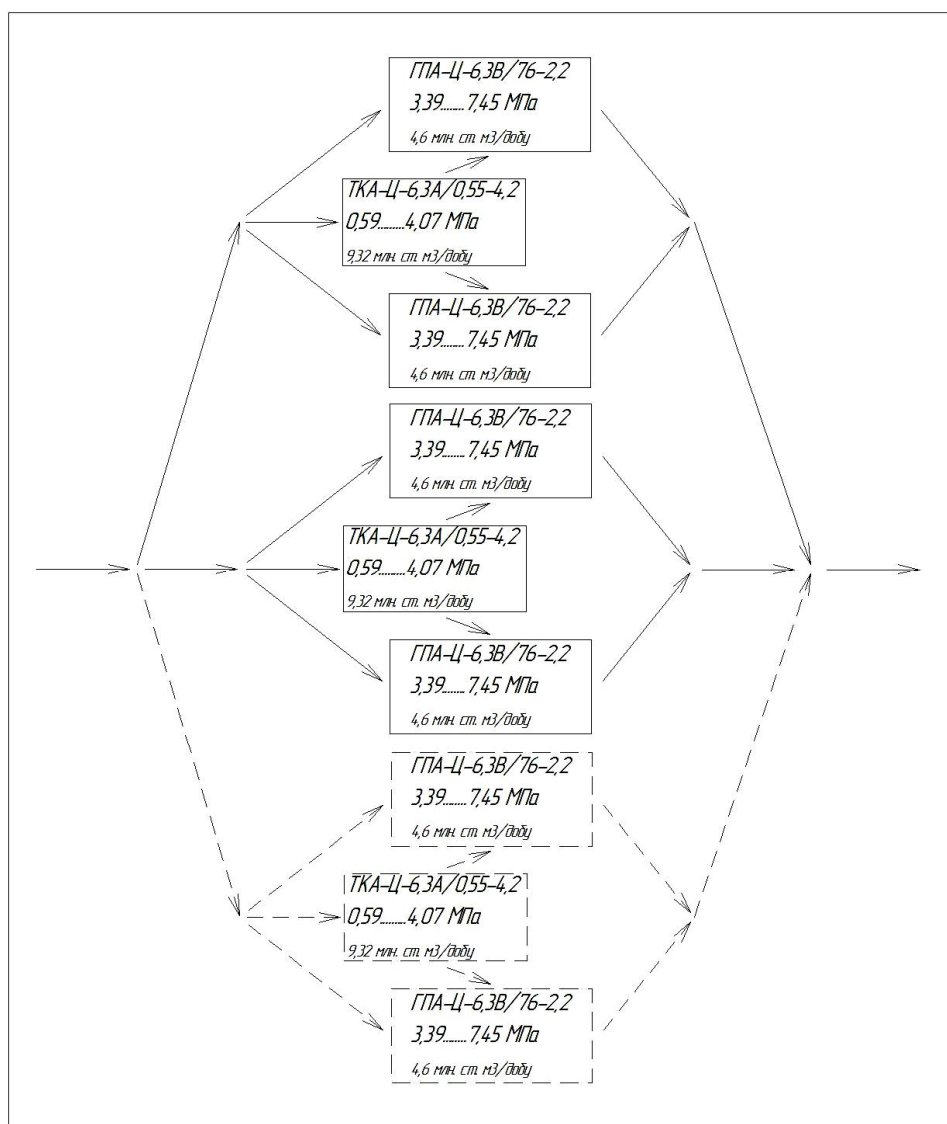 ГПА-Ц-6,3В/76-2,2
3,39........7,45 МПа
4,6 млн. ст. м3/добу
ТКА-Ц-6,3А/0,55-4,2
0,59.........4,07 МПа
9,32 млн. ст. м3/добу
ГПА-Ц-6,3В/76-2,2
3,39........7,45 МПа
4,6 млн. ст. м3/добу
ГПА-Ц-6,3В/76-2,2
3,39........7,45 МПа
4,6 млн. ст. м3/добу
ТКА-Ц-6,3А/0,55-4,2
0,59.........4,07 МПа
9,32 млн. ст. м3/добу
ГПА-Ц-6,3В/76-2,2
3,39........7,45 МПа
4,6 млн. ст. м3/добу
ГПА-Ц-6,3В/76-2,2
3,39........7,45 МПа
4,6 млн. ст. м3/добу
ТКА-Ц-6,3А/0,55-4,2
0,59.........4,07 МПа
9,32 млн. ст. м3/добу
ГПА-Ц-6,3В/76-2,2
3,39........7,45 МПа
4,6 млн. ст. м3/добу